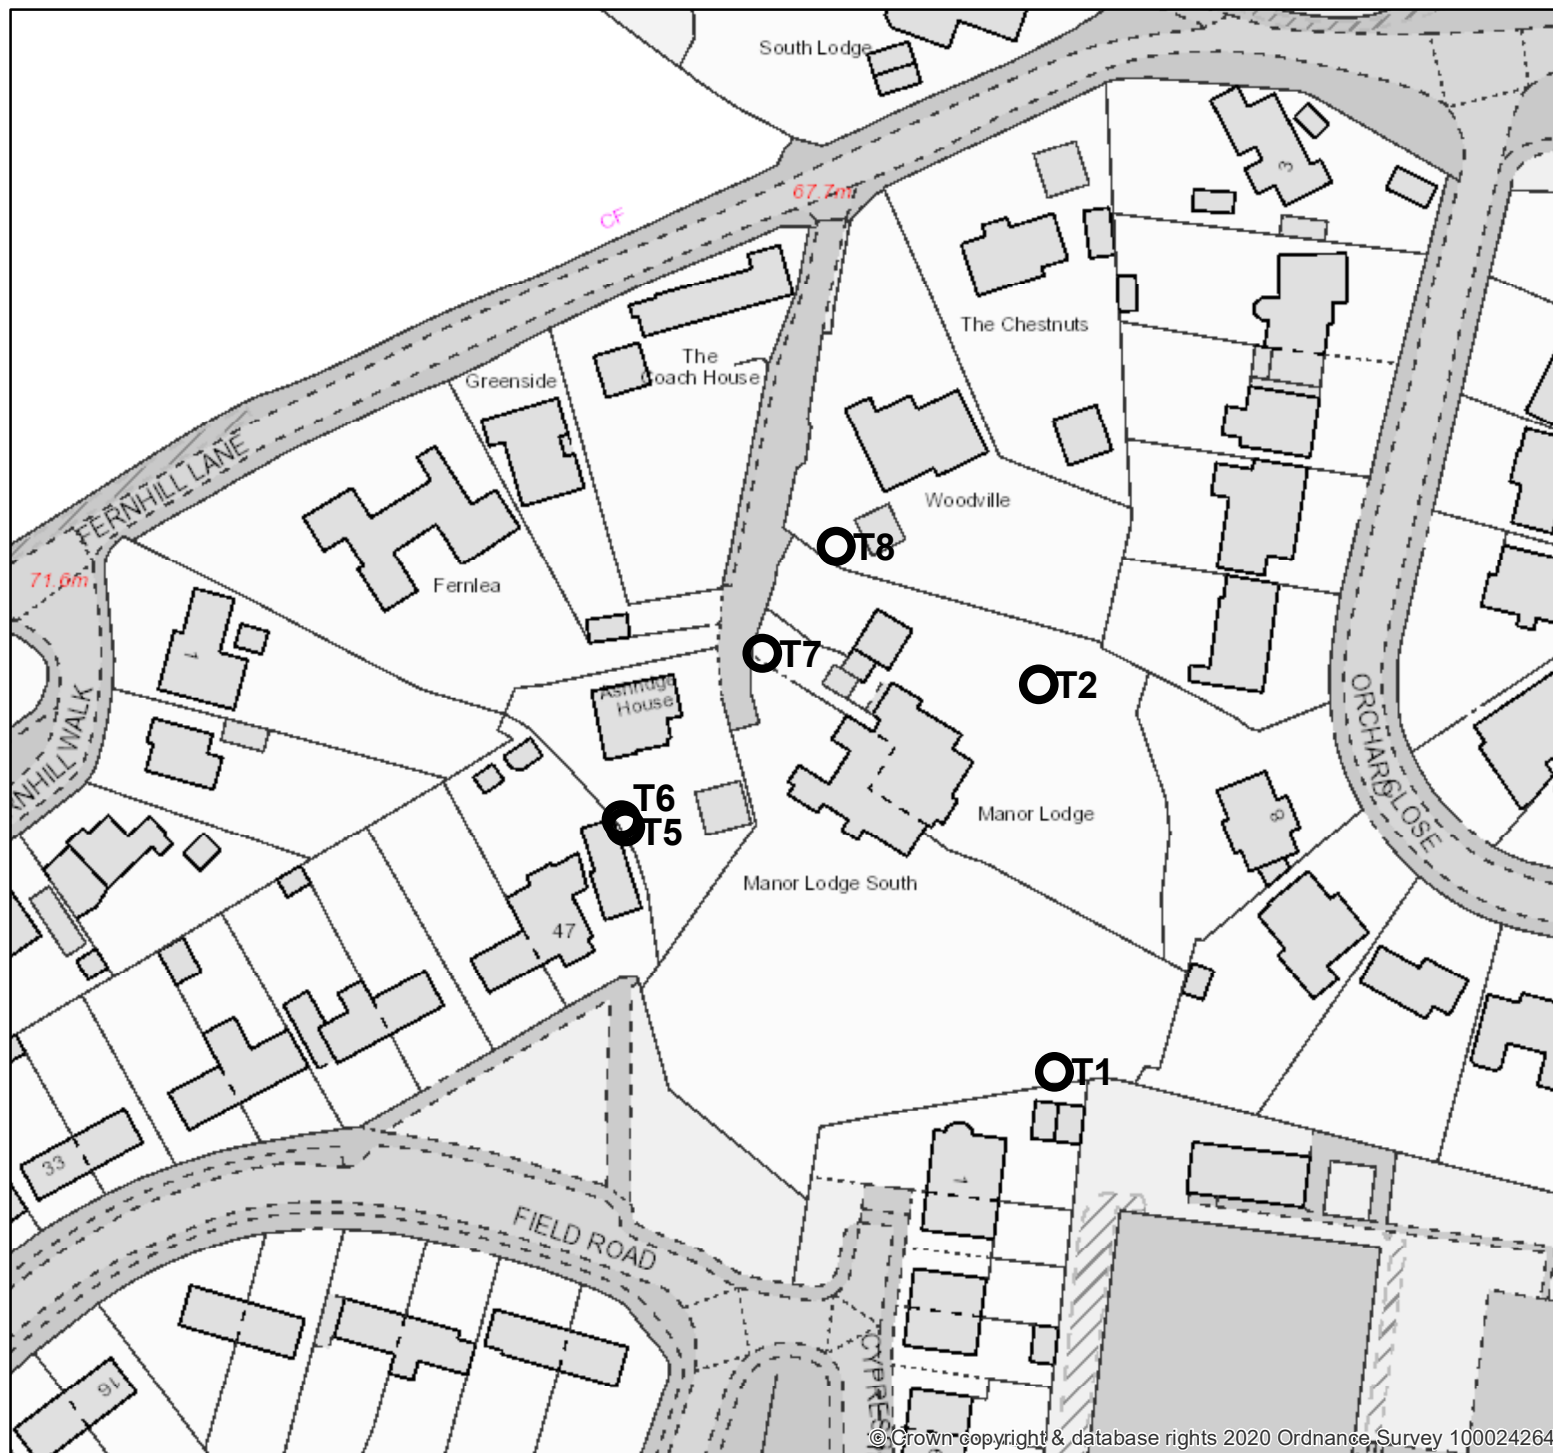 South Lodge
67.7m
CF
3
The Chestnuts
The
Coach House
Greenside
FERNHILL LANE
Woodville
T8
71.6m
Fernlea
1
T7
T2
Ashridge
House
ORCHARD CLOSE
T6
T5
Manor Lodge
8
Manor Lodge South
47
T1
33
1
FIELD ROAD
16
© Crown copyright & database rights 2020 Ordnance Survey 100024264